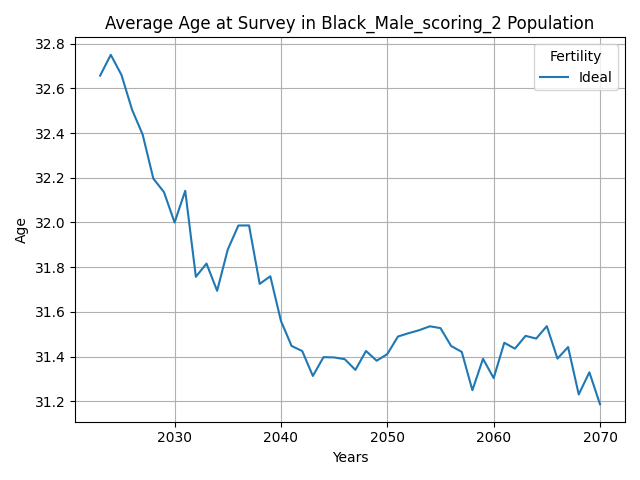 Average Age at Survey in Black_Male_scoring_2 Population
Fertility
Ideal
32.8
32.6
32.4
32.2
32.0
31.8
31.6
31.4
31.2
Age
2030 2040 2050 2060 2070
Years